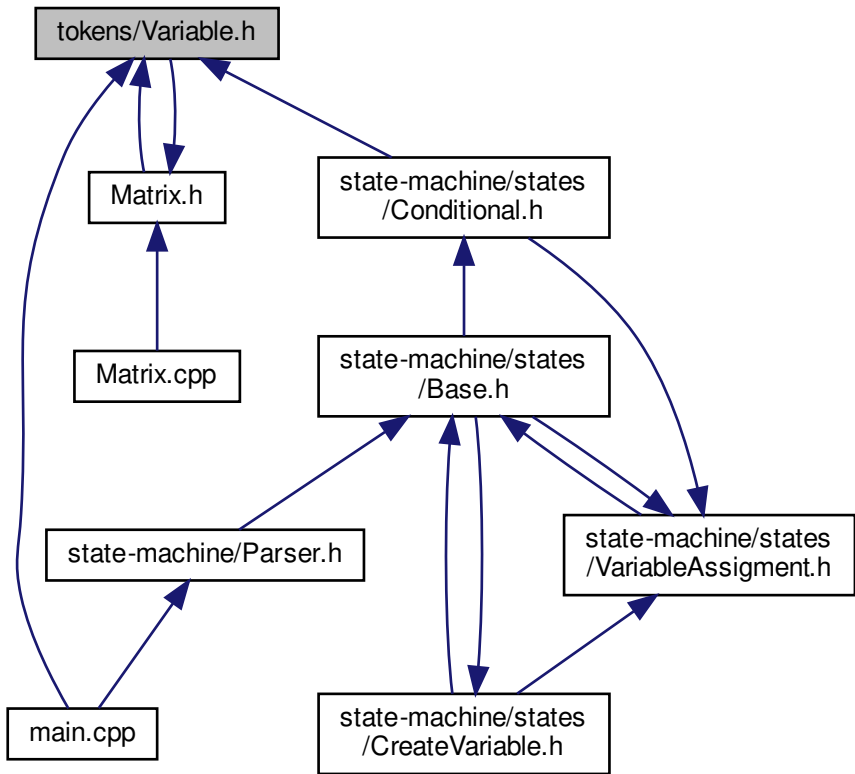 tokens/Variable.h
Matrix.h
state-machine/states
/Conditional.h
Matrix.cpp
state-machine/states
/Base.h
state-machine/Parser.h
state-machine/states
/VariableAssigment.h
main.cpp
state-machine/states
/CreateVariable.h